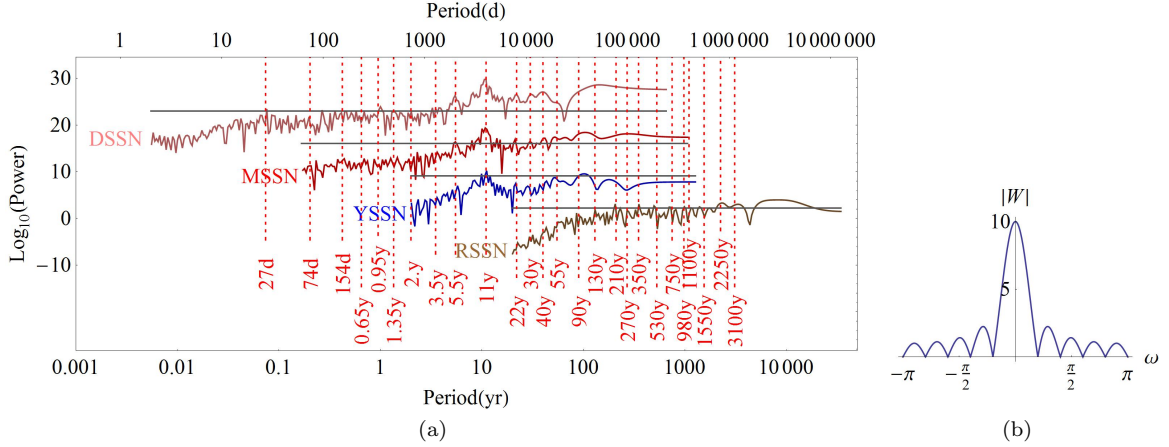 Period(d)
1 10 100 1000 10 000 100 000 1 000 000 10 000 000
Log10(Power)
30
20
10
0
−10
DSSN
MSSN
YSSN
RSSN
27d
74d
154d
0.65y
0.95y
1.35y
2.y
3.5y
5.5y
11y
22y
30y
40y
55y
90y
130y
210y
270y
350y
530y
750y
980y
1100y
1550y
2250y
3100y
0.001 0.01 0.1 1 10 100 1000 10 000
Period(yr)
(a)
|W|
10
5
−π −π/2 π/2 π ω
(b)